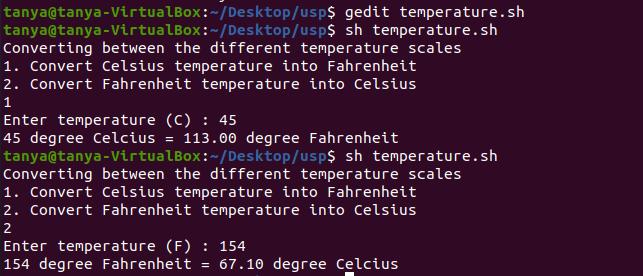 tanya@tanya-VirtualBox:~/Desktop/usp$ gedit temperature.sh
tanya@tanya-VirtualBox:~/Desktop/usp$ sh temperature.sh
Converting between the different temperature scales
1. Convert Celsius temperature into Fahrenheit
2. Convert Fahrenheit temperature into Celsius
1
Enter temperature (C) : 45
45 degree Celcius = 113.00 degree Fahrenheit
tanya@tanya-VirtualBox:~/Desktop/usp$ sh temperature.sh
Converting between the different temperature scales
1. Convert Celsius temperature into Fahrenheit
2. Convert Fahrenheit temperature into Celsius
2
Enter temperature (F) : 154
154 degree Fahrenheit = 67.10 degree Celcius